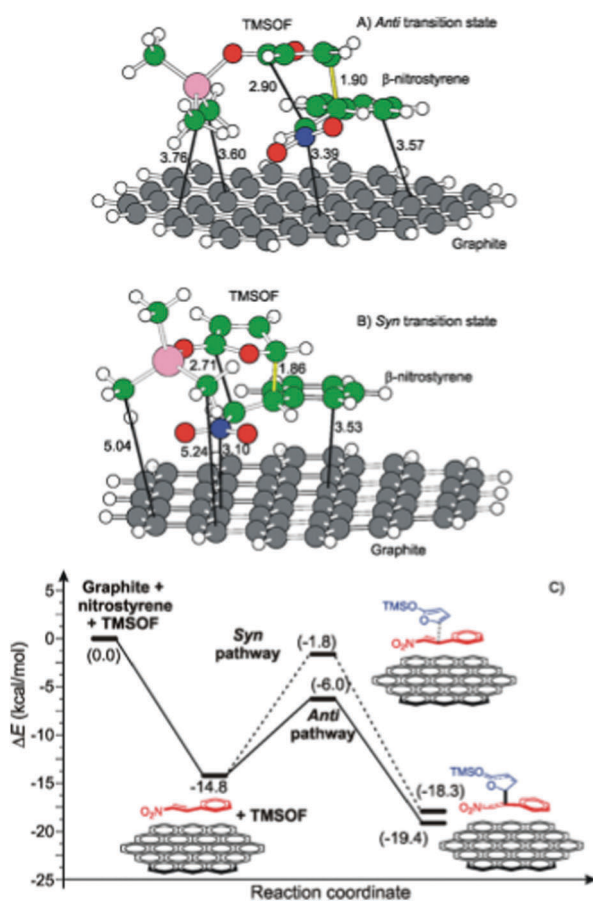 TMSOF
A) Anti transition state
2.90
1.90
β-nitrostyrene
3.76
3.60
3.39
3.57
Graphite
TMSOF
B) Syn transition state
2.71
1.86
β-nitrostyrene
5.04
5.24
3.10
3.53
Graphite
C)
ΔE (kcal/mol)
5
0
-5
-10
-15
-20
-25
Graphite +
nitrostyrene
+ TMSOF
(0.0)
Syn
pathway
(-1.8)
(-6.0)
Anti
pathway
-14.8
O₂N
+ TMSOF
(-18.3)
(-19.4)
TMSO
O
O₂N
TMSO
O
O₂N
Reaction coordinate